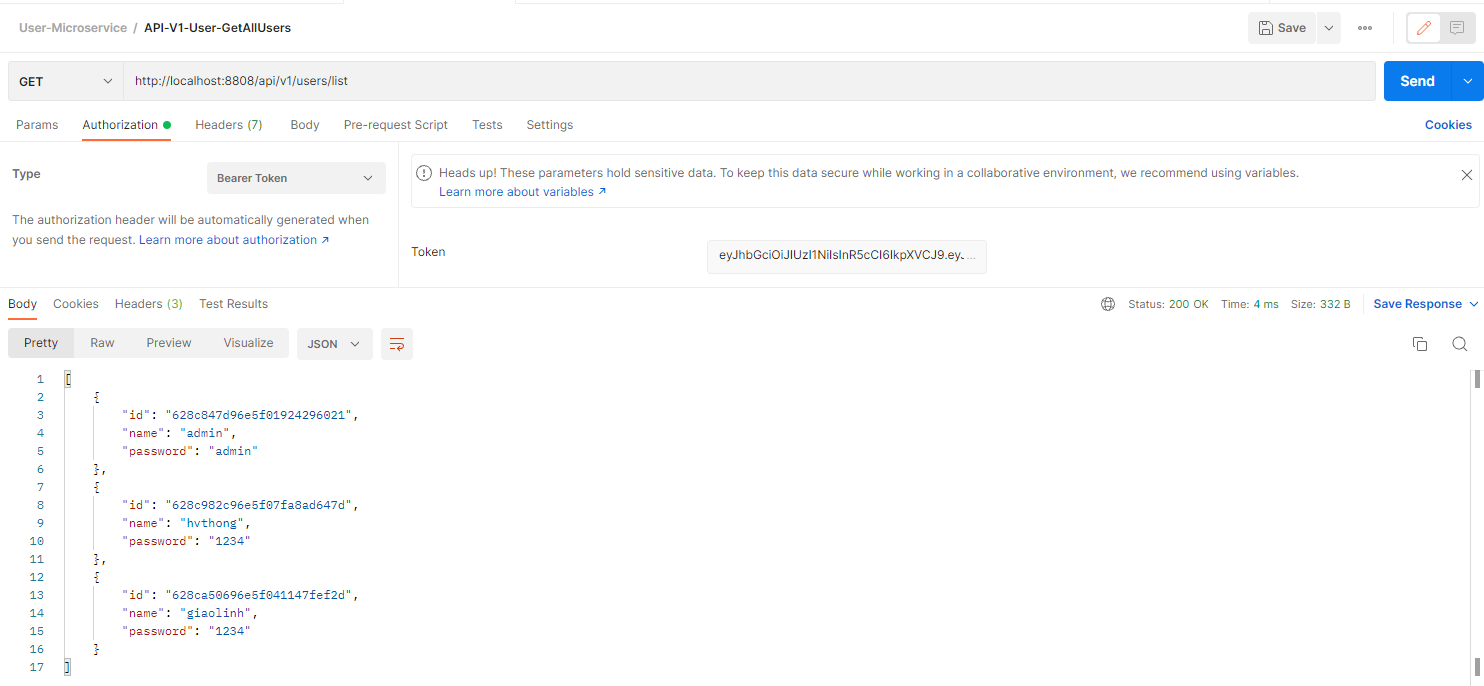 User-Microservice / API-V1-User-GetAllUsers
Save
GET http://localhost:8808/api/v1/users/list
Send
Params Authorization Headers (7) Body Pre-request Script Tests Settings
Cookies
Type Bearer Token
Heads up! These parameters hold sensitive data. To keep this data secure while working in a collaborative environment, we recommend using variables.
Learn more about variables ↗
The authorization header will be automatically generated when
you send the request. Learn more about authorization ↗
Token eyJhbGciOiJIUzI1NiIsInR5cCI6IkpXVCJ9.eyJ...
Body Cookies Headers (3) Test Results
Status: 200 OK Time: 4 ms Size: 332 B Save Response
Pretty Raw Preview Visualize JSON
1 [
2 {
3 "id": "628c847d96e5f01924296021",
4 "name": "admin",
5 "password": "admin"
6 },
7 {
8 "id": "628c982c96e5f07fa8ad647d",
9 "name": "hvthong",
10 "password": "1234"
11 },
12 {
13 "id": "628ca50696e5f041147fef2d",
14 "name": "giaolinh",
15 "password": "1234"
16 }
17 ]